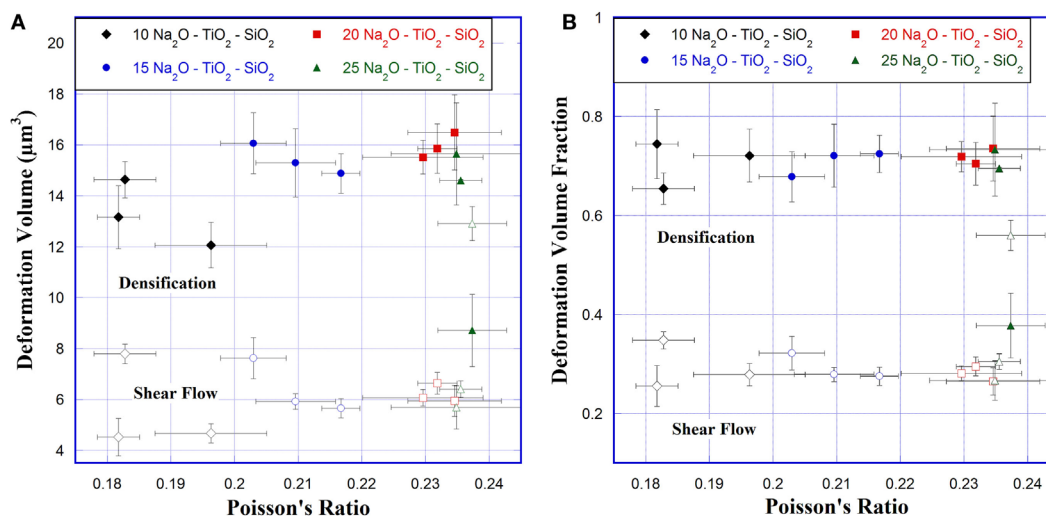 A
10 Na₂O - TiO₂ - SiO₂
20 Na₂O - TiO₂ - SiO₂
15 Na₂O - TiO₂ - SiO₂
25 Na₂O - TiO₂ - SiO₂
Deformation Volume (µm³)
20
18
16
14
12
10
8
6
4
Densification
Shear Flow
0.18
0.19
0.2
0.21
0.22
0.23
0.24
Poisson's Ratio
B
10 Na₂O - TiO₂ - SiO₂
20 Na₂O - TiO₂ - SiO₂
15 Na₂O - TiO₂ - SiO₂
25 Na₂O - TiO₂ - SiO₂
Deformation Volume Fraction
1
0.8
0.6
0.4
0.2
Densification
Shear Flow
0.18
0.19
0.2
0.21
0.22
0.23
0.24
Poisson's Ratio